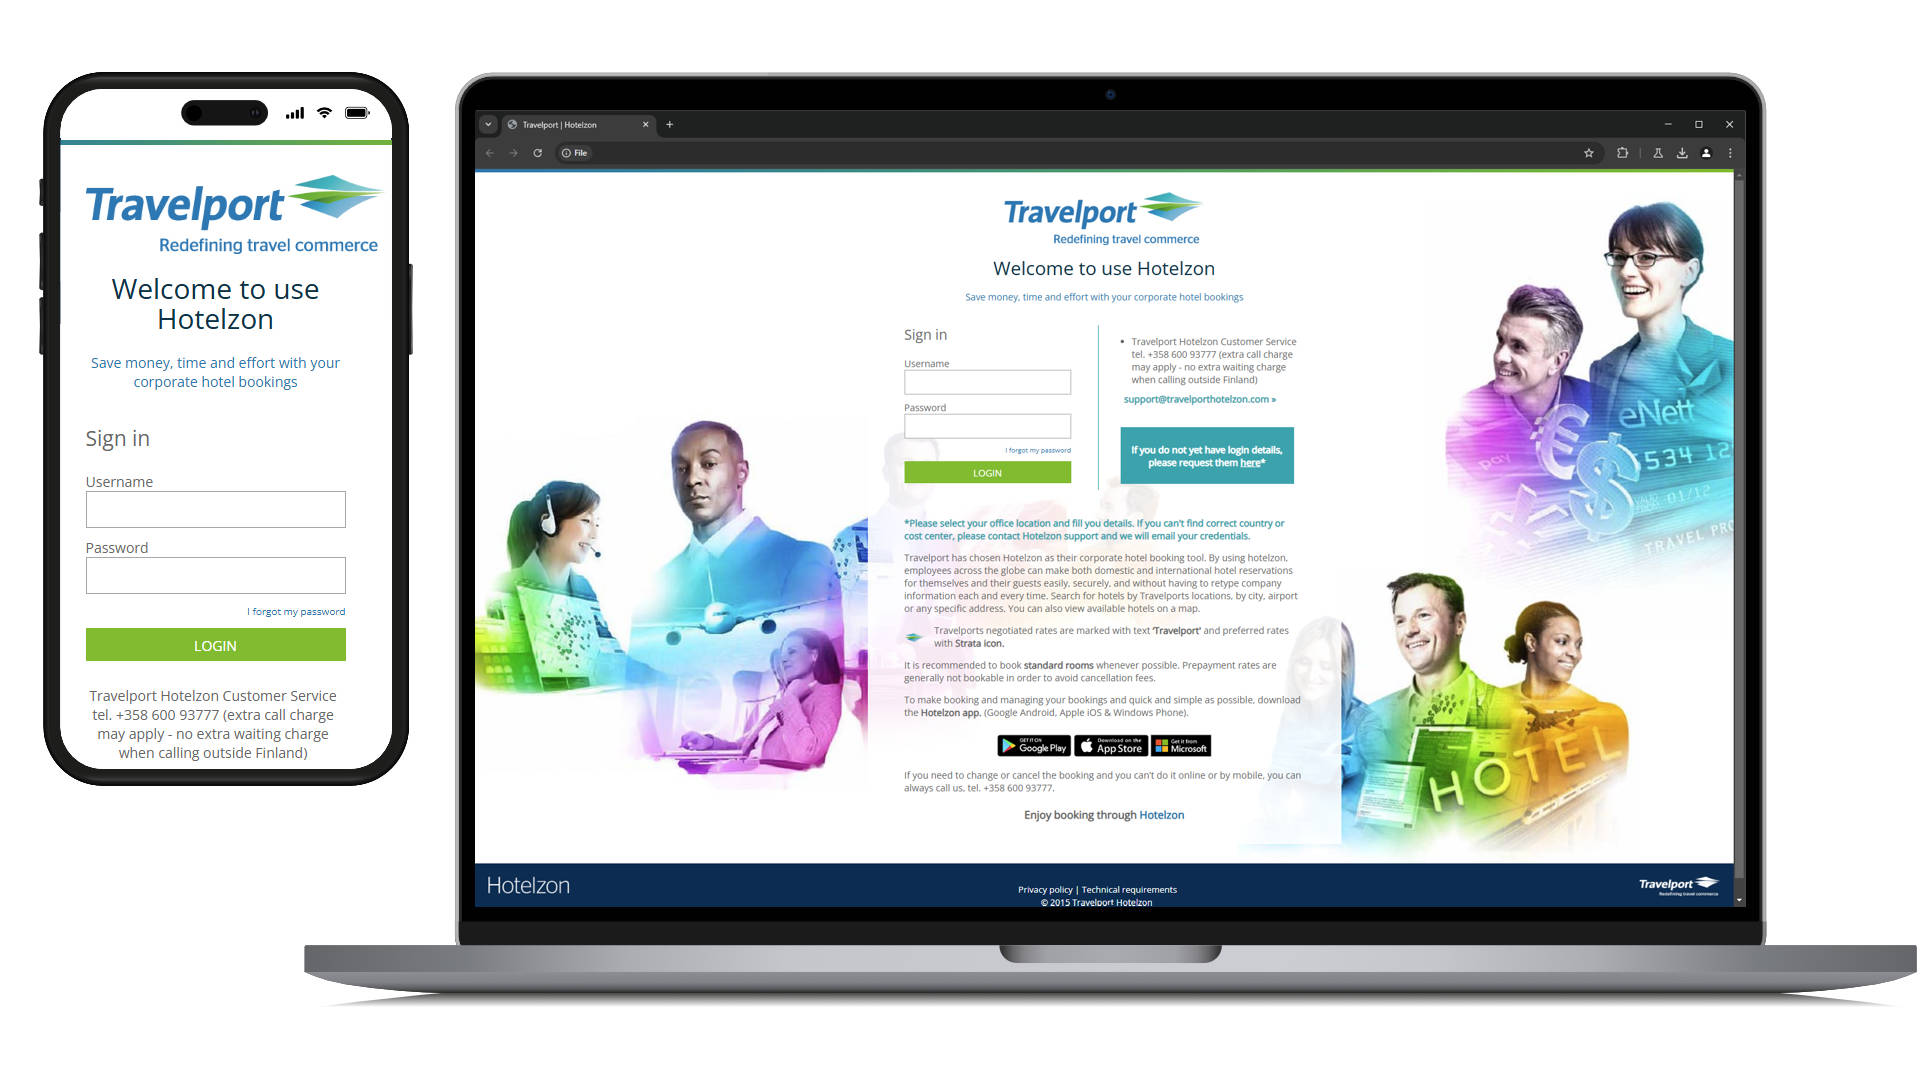 Travelport
Redefining travel commerce
Welcome to use
Hotelzon
Save money, time and effort with your
corporate hotel bookings
Sign in
Username
Password
I forgot my password
LOGIN
Travelport Hotelzon Customer Service
tel. +358 600 93777 (extra call charge
may apply - no extra waiting charge
when calling outside Finland)
Travelport | Hotelzon
File
Travelport
Redefining travel commerce
Welcome to use Hotelzon
Save money, time and effort with your corporate hotel bookings
Sign in
Username
Password
I forgot my password
LOGIN
Travelport Hotelzon Customer Service
tel. +358 600 93777 (extra call charge
may apply - no extra waiting charge
when calling outside Finland)
support@travelporthotelzon.com »
If you do not yet have login details,
please request them here*
*Please select your office location and fill you details. If you can't find correct country or
cost center, please contact Hotelzon support and we will email your credentials.
Travelport has chosen Hotelzon as their corporate hotel booking tool. By using hotelzon,
employees across the globe can make both domestic and international hotel reservations
for themselves and their guests easily, securely, and without having to retype company
information each and every time. Search for hotels by Travelports locations, by city, airport
or any specific address. You can also view available hotels on a map.
Travelports negotiated rates are marked with text 'Travelport' and preferred rates
with Strata icon.
It is recommended to book standard rooms whenever possible. Prepayment rates are
generally not bookable in order to avoid cancellation fees.
To make booking and managing your bookings and quick and simple as possible, download
the Hotelzon app, (Google Android, Apple iOS & Windows Phone).
GET IT ON
Google Play
Download on the
App Store
Get it from
Microsoft
If you need to change or cancel the booking and you can't do it online or by mobile, you can
always call us, tel. +358 600 93777.
Enjoy booking through Hotelzon
eNett
pay
534 12
VALID
01/12
TRAVEL PRO
HOTEL
Hotelzon
Privacy policy | Technical requirements
© 2015 Travelport Hotelzon
Travelport
Redefining travel commerce